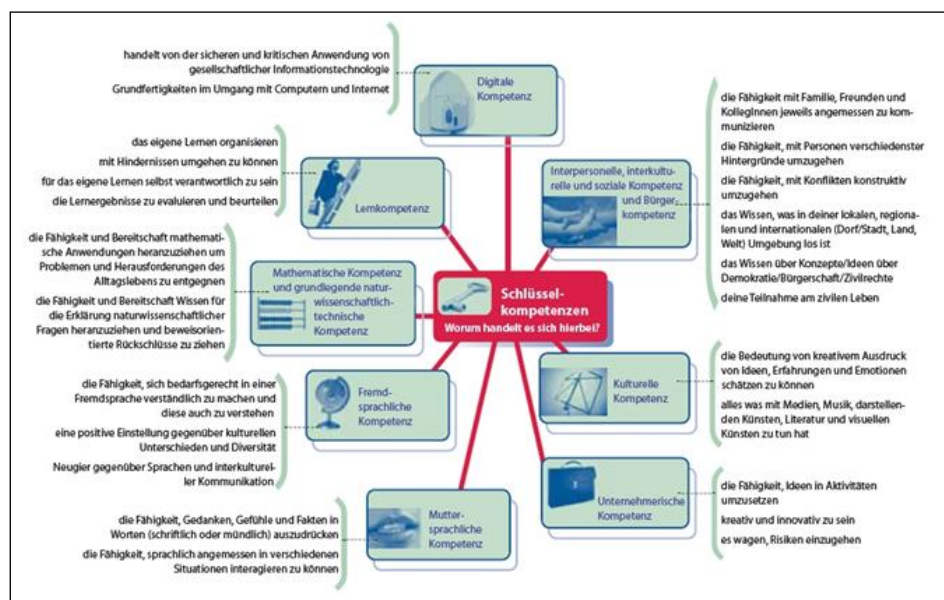 handelt von der sicheren und kritischen Anwendung von
gesellschaftlicher Informationstechnologie
Grundfertigkeiten im Umgang mit Computern und Internet
Digitale
Kompetenz
das eigene Lernen organisieren
mit Hindernissen umgehen zu können
für das eigene Lernen selbst verantwortlich zu sein
die Lernergebnisse zu evaluieren und beurteilen
Lernkompetenz
die Fähigkeit und Bereitschaft mathemati-
sche Anwendungen heranzuziehen um
Problemen und Herausforderungen des
Alltagslebens zu entgegnen
die Fähigkeit und Bereitschaft Wissen für
die Erklärung naturwissenschaftlicher
Fragen heranzuziehen und beweisorien-
tierte Rückschlüsse zu ziehen
Mathematische Kompetenz
und grundlegende natur-
wissenschaftlich-
technische
Kompetenz
die Fähigkeit, sich bedarfsgerecht in einer
Fremdsprache verständlich zu machen und
diese auch zu verstehen
eine positive Einstellung gegenüber kulturellen
Unterschieden und Diversität
Neugier gegenüber Sprachen und interkultureller
ller Kommunikation
Fremd-
sprachliche
Kompetenz
die Fähigkeit, Gedanken, Gefühle und Fakten in
Worten (schriftlich oder mündlich) auszudrücken
die Fähigkeit, sprachlich angemessen in verschiedenen
Situationen interagieren zu können
Mutter-
sprachliche
Kompetenz
Schlüssel-
kompetenzen
Worum handelt es sich hierbei?
Interpersonelle, interkultu-
relle und soziale Kompetenz
und Bürger-
kompetenz
die Fähigkeit mit Familie, Freunden und
KollegInnen jeweils angemessen zu kom-
munizieren
die Fähigkeit, mit Personen verschiedenster
Hintergründe umzugehen
die Fähigkeit, mit Konflikten konstruktiv
umzugehen
das Wissen, was in deiner lokalen, regiona-
len und internationalen (Dorf/Stadt, Land,
Welt) Umgebung los ist
das Wissen über Konzepte/Ideen über
Demokratie/Bürgerschaft/Zivilrechte
deine Teilnahme am zivilen Leben
Kulturelle
Kompetenz
die Bedeutung von kreativem Ausdruck
von Ideen, Erfahrungen und Emotionen
schätzen zu können
alles was mit Medien, Musik, darstellen-
den Künsten, Literatur und visuellen
Künsten zu tun hat
Unternehmerische
Kompetenz
die Fähigkeit, Ideen in Aktivitäten
umzusetzen
kreativ und innovativ zu sein
es wagen, Risiken einzugehen